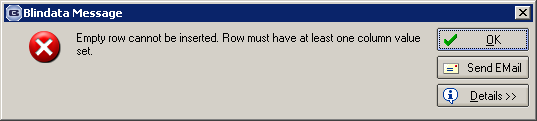 Blindata Message
Empty row cannot be inserted. Row must have at least one column value
set.
OK
Send EMail
Details >>